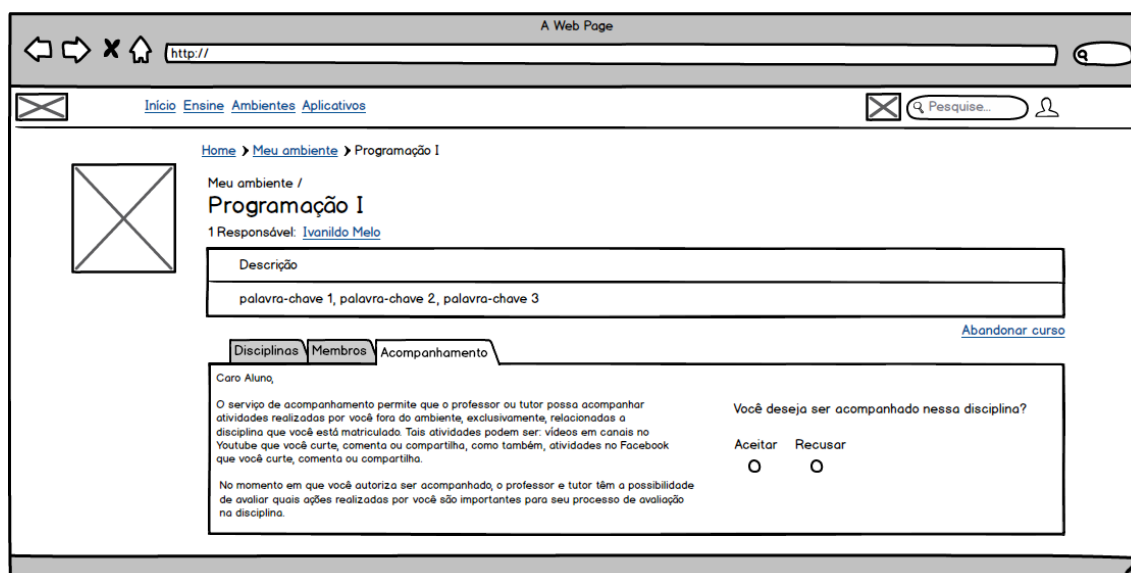 A Web Page
http://
Início Ensine Ambientes Aplicativos
Pesquise...
Home > Meu ambiente > Programação I
Meu ambiente /
Programação I
1 Responsável: Ivanildo Melo
Descrição
palavra-chave 1, palavra-chave 2, palavra-chave 3
Abandonar curso
Disciplinas Membros Acompanhamento
Caro Aluno,
O serviço de acompanhamento permite que o professor ou tutor possa acompanhar
atividades realizadas por você fora do ambiente, exclusivamente, relacionadas a
disciplina que você está matriculado. Tais atividades podem ser: vídeos em canais no
Youtube que você curte, comenta ou compartilha, como também, atividades no Facebook
que você curte, comenta ou compartilha.
No momento em que você autoriza ser acompanhado, o professor e tutor têm a possibilidade
de avaliar quais ações realizadas por você são importantes para seu processo de avaliação
na disciplina.
Você deseja ser acompanhado nessa disciplina?
Aceitar Recusar